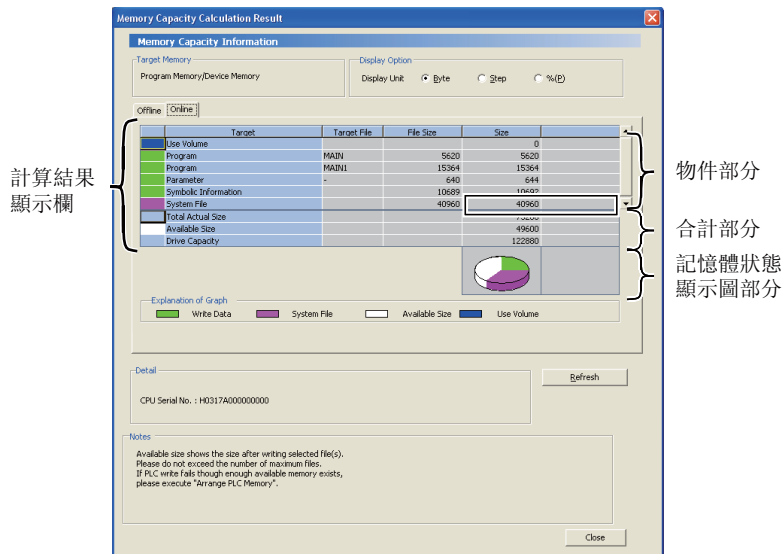 Memory Capacity Calculation Result
Memory Capacity Information
Target Memory
Program Memory/Device Memory
Display Option
Display Unit Byte Step %(P)
Offline Online
Target Target File File Size Size
Use Volume 0
Program MAIN 5620 5620
Program MAIN1 15364 15364
Parameter - 640 644
Symbolic Information 10689 10692
System File 40960 40960
Total Actual Size 73280
Available Size 49600
Drive Capacity 122880
計算結果
顯示欄
物件部分
合計部分
記憶體狀態
顯示圖部分
Explanation of Graph
Write Data System File Available Size Use Volume
Detail
CPU Serial No. : H0317A000000000
Refresh
Notes
Available size shows the size after writing selected file(s).
Please do not exceed the number of maximum files.
If PLC write fails though enough available memory exists,
please execute "Arrange PLC Memory".
Close